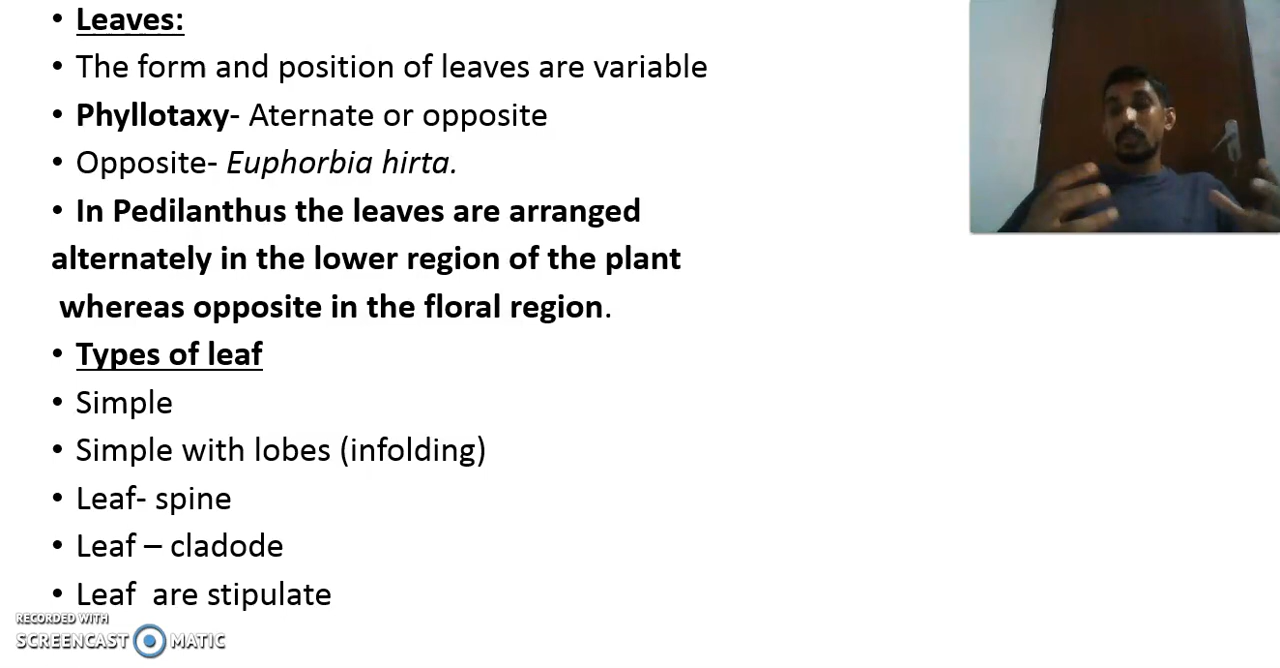 • Leaves:
• The form and position of leaves are variable
• Phyllotaxy- Aternate or opposite
• Opposite- Euphorbia hirta.
• In Pedilanthus the leaves are arranged
alternately in the lower region of the plant
whereas opposite in the floral region.
• Types of leaf
• Simple
• Simple with lobes (infolding)
• Leaf- spine
• Leaf – cladode
• Leaf are stipulate
RECORDED WITH
SCREENCAST MATIC